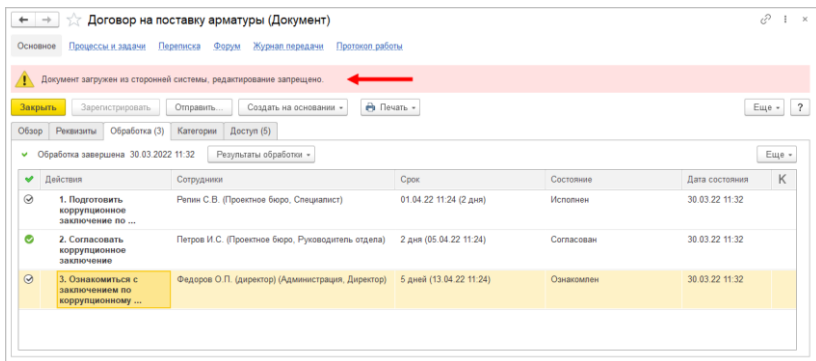 Договор на поставку арматуры (Документ)
Основное Процессы и задачи Переписка Форум Журнал передачи Протокол работы
Документ загружен из сторонней системы, редактирование запрещено.
Закрыть Зарегистрировать Отправить... Создать на основании Печать Еще ?
Обзор Реквизиты Обработка (3) Категории Доступ (5)
Обработка завершена 30.03.2022 11:32 Результаты обработки Еще
Действия Сотрудники Срок Состояние Дата состояния К
1. Подготовить Репин С.В. (Проектное бюро, Специалист) 01.04.22 11:24 (2 дня) Исполнен 30.03.22 11:32
коррупционное
заключение по ...
2. Согласовать Петров И.С. (Проектное бюро, Руководитель отдела) 2 дня (05.04.22 11:24) Согласован 30.03.22 11:32
коррупционное
заключение
3. Ознакомиться с Федоров О.П. (директор) (Администрация, Директор) 5 дней (13.04.22 11:24) Ознакомлен 30.03.22 11:32
заключением по
коррупционному ...